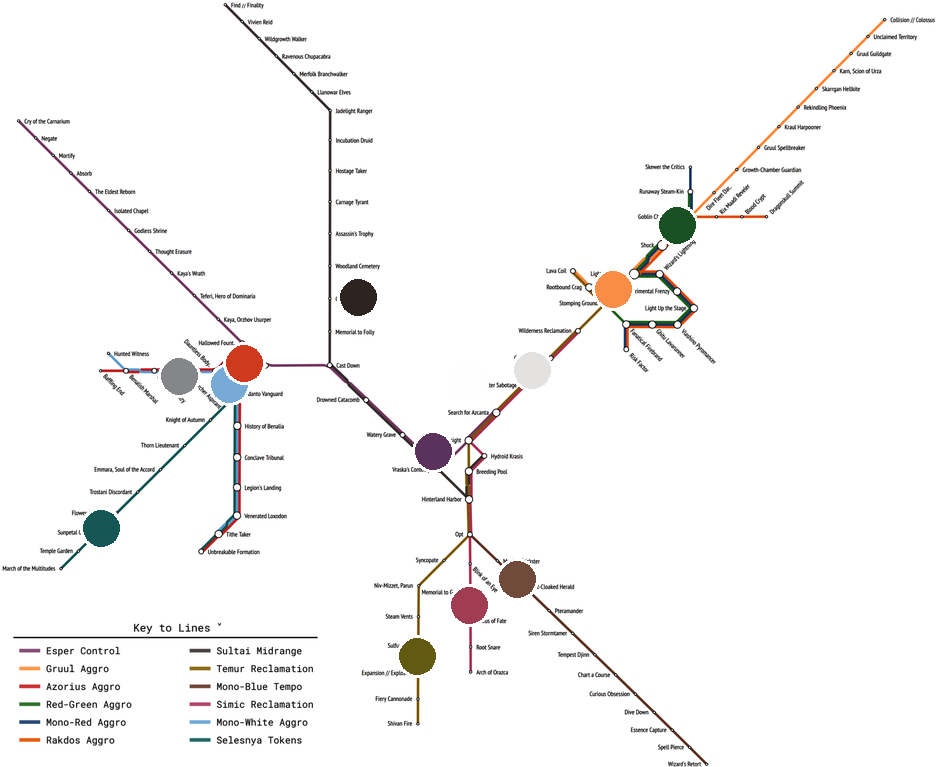 Find // Finality
Vivien Reid
Wildgrowth Walker
Ravenous Chupacabra
Merfolk Branchwalker
Llanowar Elves
Jadelight Ranger
Incubation Druid
Hostage Taker
Carnage Tyrant
Assassin's Trophy
Woodland Cemetery
Memorial to Folly
Cast Down
Drowned Catacomb
Watery Grave
Vraska's Con
Cry of the Carnarium
Negate
Mortify
Absorb
The Eldest Reborn
Isolated Chapel
Godless Shrine
Thought Erasure
Kaya's Wrath
Teferi, Hero of Dominaria
Kaya, Orzhov Usurper
Hallowed Fount
Dauntless Body
Hunted Witness
Baffling End
Benalish Marshal
danto Vanguard
History of Benalia
Conclave Tribunal
Legion's Landing
Venerated Loxodon
Tithe Taker
Unbreakable Formation
Knight of Autumn
Thorn Lieutenant
Emmara, Soul of the Accord
Trostani Discordant
Flower
Sunpetal
Temple Garden
March of the Multitudes
Collision // Colossus
Unclaimed Territory
Gruul Guildgate
Karn, Scion of Urza
Skarrgan Hellkite
Rekindling Phoenix
Kraul Harpooner
Gruul Spellbreaker
Growth-Chamber Guardian
Dire Fleet Dar
Rix Maadi Reveler
Blood Crypt
Dragonskull Summit
Skewer the Critics
Runaway Steam-Kin
Goblin C
Shock
Wizard's Lightning
Lava Coil
Ligh
Rootbound Crag
Stomping Groun
rimental Frenzy
Light Up the Stage
Viashino Pyromancer
Ghitu Lavarunner
Fanatical Firebrand
Risk Factor
Wilderness Reclamation
ter Sabotage
Search for Azcanta
ight
Hydroid Krasis
Breeding Pool
Hinterland Harbor
Opt
Syncopate
Niv-Mizzet, Parun
Steam Vents
Sulfu
Expansion // Explo
Fiery Cannonade
Shivan Fire
Blink of an Eye
Memorial to
us of Fate
Root Snare
Arch of Orazca
ster
-Cloaked Herald
Pteramander
Siren Stormtamer
Tempest Djinn
Chart a Course
Curious Obsession
Dive Down
Essence Capture
Spell Pierce
Wizard's Retort
Key to Lines ˇ
Esper Control
Gruul Aggro
Azorius Aggro
Red-Green Aggro
Mono-Red Aggro
Rakdos Aggro
Sultai Midrange
Temur Reclamation
Mono-Blue Tempo
Simic Reclamation
Mono-White Aggro
Selesnya Tokens